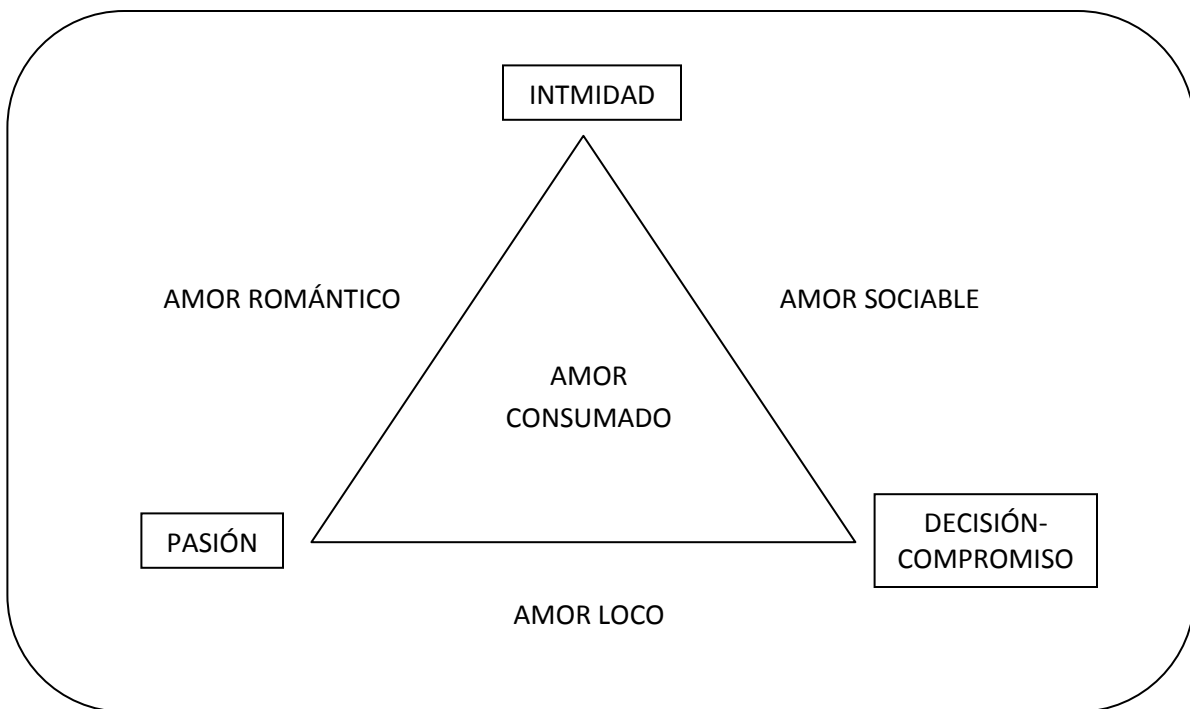 INTMIDAD
AMOR ROMÁNTICO
AMOR SOCIABLE
AMOR
CONSUMADO
PASIÓN
DECISIÓN-
COMPROMISO
AMOR LOCO